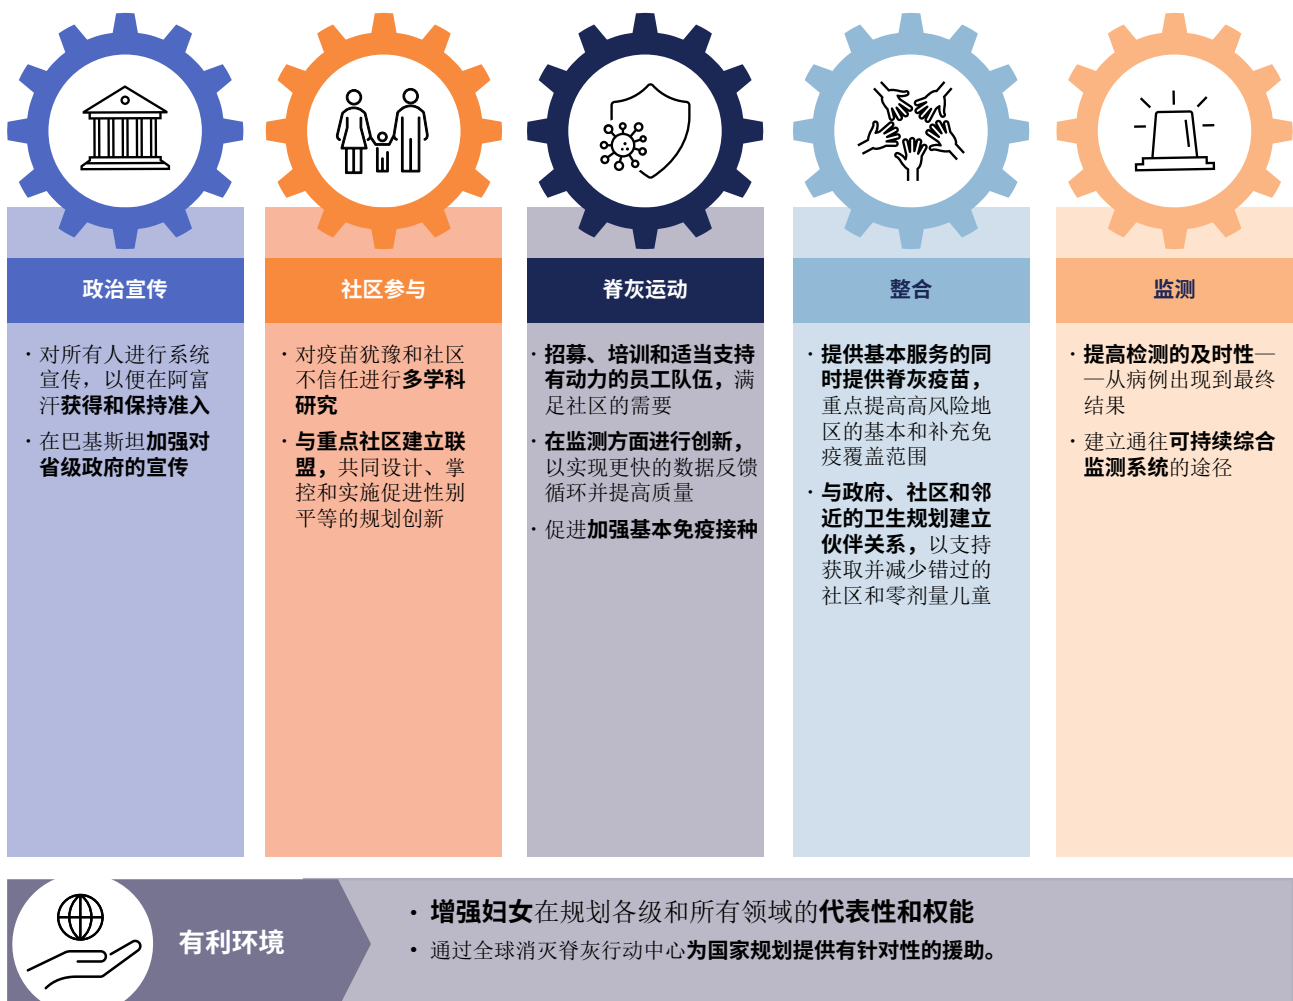 政治宣传
· 对所有人进行系统
宣传，以便在阿富
汗获得和保持准入
· 在巴基斯坦加强对
省级政府的宣传
社区参与
· 对疫苗犹豫和社区
不信任进行多学科
研究
· 与重点社区建立联
盟，共同设计、掌
控和实施促进性别
平等的规划创新
脊灰运动
· 招募、培训和适当支持
有动力的员工队伍，满
足社区的需要
· 在监测方面进行创新，
以实现更快的数据反馈
循环并提高质量
· 促进加强基本免疫接种
整合
· 提供基本服务的同
时提供脊灰疫苗，
重点提高高风险地
区的基本和补充免
疫覆盖范围
· 与政府、社区和邻
近的卫生规划建立
伙伴关系，以支持
获取并减少错过的
社区和零剂量儿童
监测
· 提高检测的及时性—
—从病例出现到最终
结果
· 建立通往可持续综合
监测系统的途径
有利环境
· 增强妇女在规划各级和所有领域的代表性和权能
· 通过全球消灭脊灰行动中心为国家规划提供有针对性的援助。